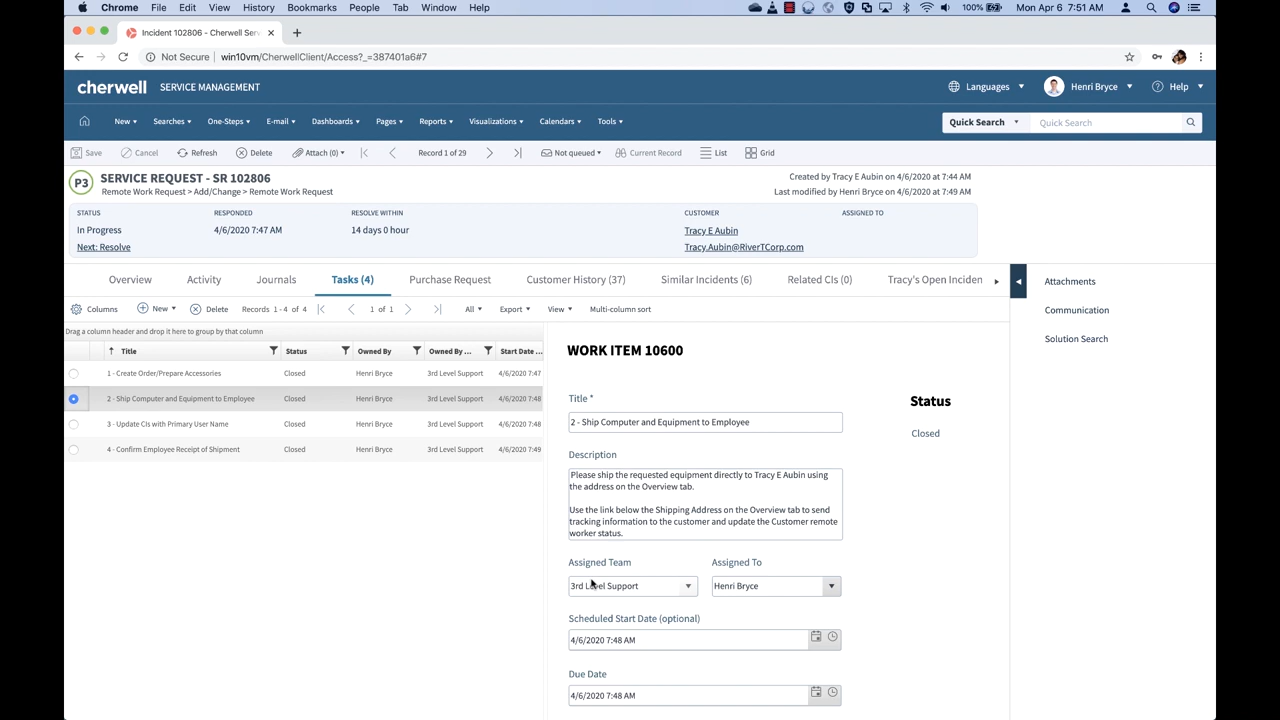 Chrome File Edit View History Bookmarks People Tab Window Help 100% Mon Apr 6 7:51 AM
Incident 102806 - Cherwell Serv
Not Secure win10vm/CherwellClient/Access?_=387401a6#7
cherwell SERVICE MANAGEMENT Languages Henri Bryce Help
New Searches One-Steps E-mail Dashboards Pages Reports Visualizations Calendars Tools Quick Search Quick Search
Save Cancel Refresh Delete Attach (0) Record 1 of 29 Not queued Current Record List Grid
P3 SERVICE REQUEST - SR 102806 Created by Tracy E Aubin on 4/6/2020 at 7:44 AM
Remote Work Request > Add/Change > Remote Work Request Last modified by Henri Bryce on 4/6/2020 at 7:49 AM
STATUS RESPONDED RESOLVE WITHIN CUSTOMER ASSIGNED TO
In Progress 4/6/2020 7:47 AM 14 days 0 hour Tracy E Aubin
Next: Resolve Tracy.Aubin@RiverTCorp.com
Overview Activity Journals Tasks (4) Purchase Request Customer History (37) Similar Incidents (6) Related CIs (0) Tracy's Open Inciden
Attachments
Communication
Solution Search
Columns New Delete Records 1 - 4 of 4 1 of 1 All Export View Multi-column sort
Drag a column header and drop it here to group by that column
Title Status Owned By Owned By ... Start Date ...
1 - Create Order/Prepare Accessories Closed Henri Bryce 3rd Level Support 4/6/2020 7:47
2 - Ship Computer and Equipment to Employee Closed Henri Bryce 3rd Level Support 4/6/2020 7:48
3 - Update CIs with Primary User Name Closed Henri Bryce 3rd Level Support 4/6/2020 7:48
4 - Confirm Employee Receipt of Shipment Closed Henri Bryce 3rd Level Support 4/6/2020 7:49
WORK ITEM 10600
Title *
2 - Ship Computer and Equipment to Employee
Status
Closed
Description
Please ship the requested equipment directly to Tracy E Aubin using
the address on the Overview tab.
Use the link below the Shipping Address on the Overview tab to send
tracking information to the customer and update the Customer remote
worker status.
Assigned Team Assigned To
3rd Level Support Henri Bryce
Scheduled Start Date (optional)
4/6/2020 7:48 AM
Due Date
4/6/2020 7:48 AM